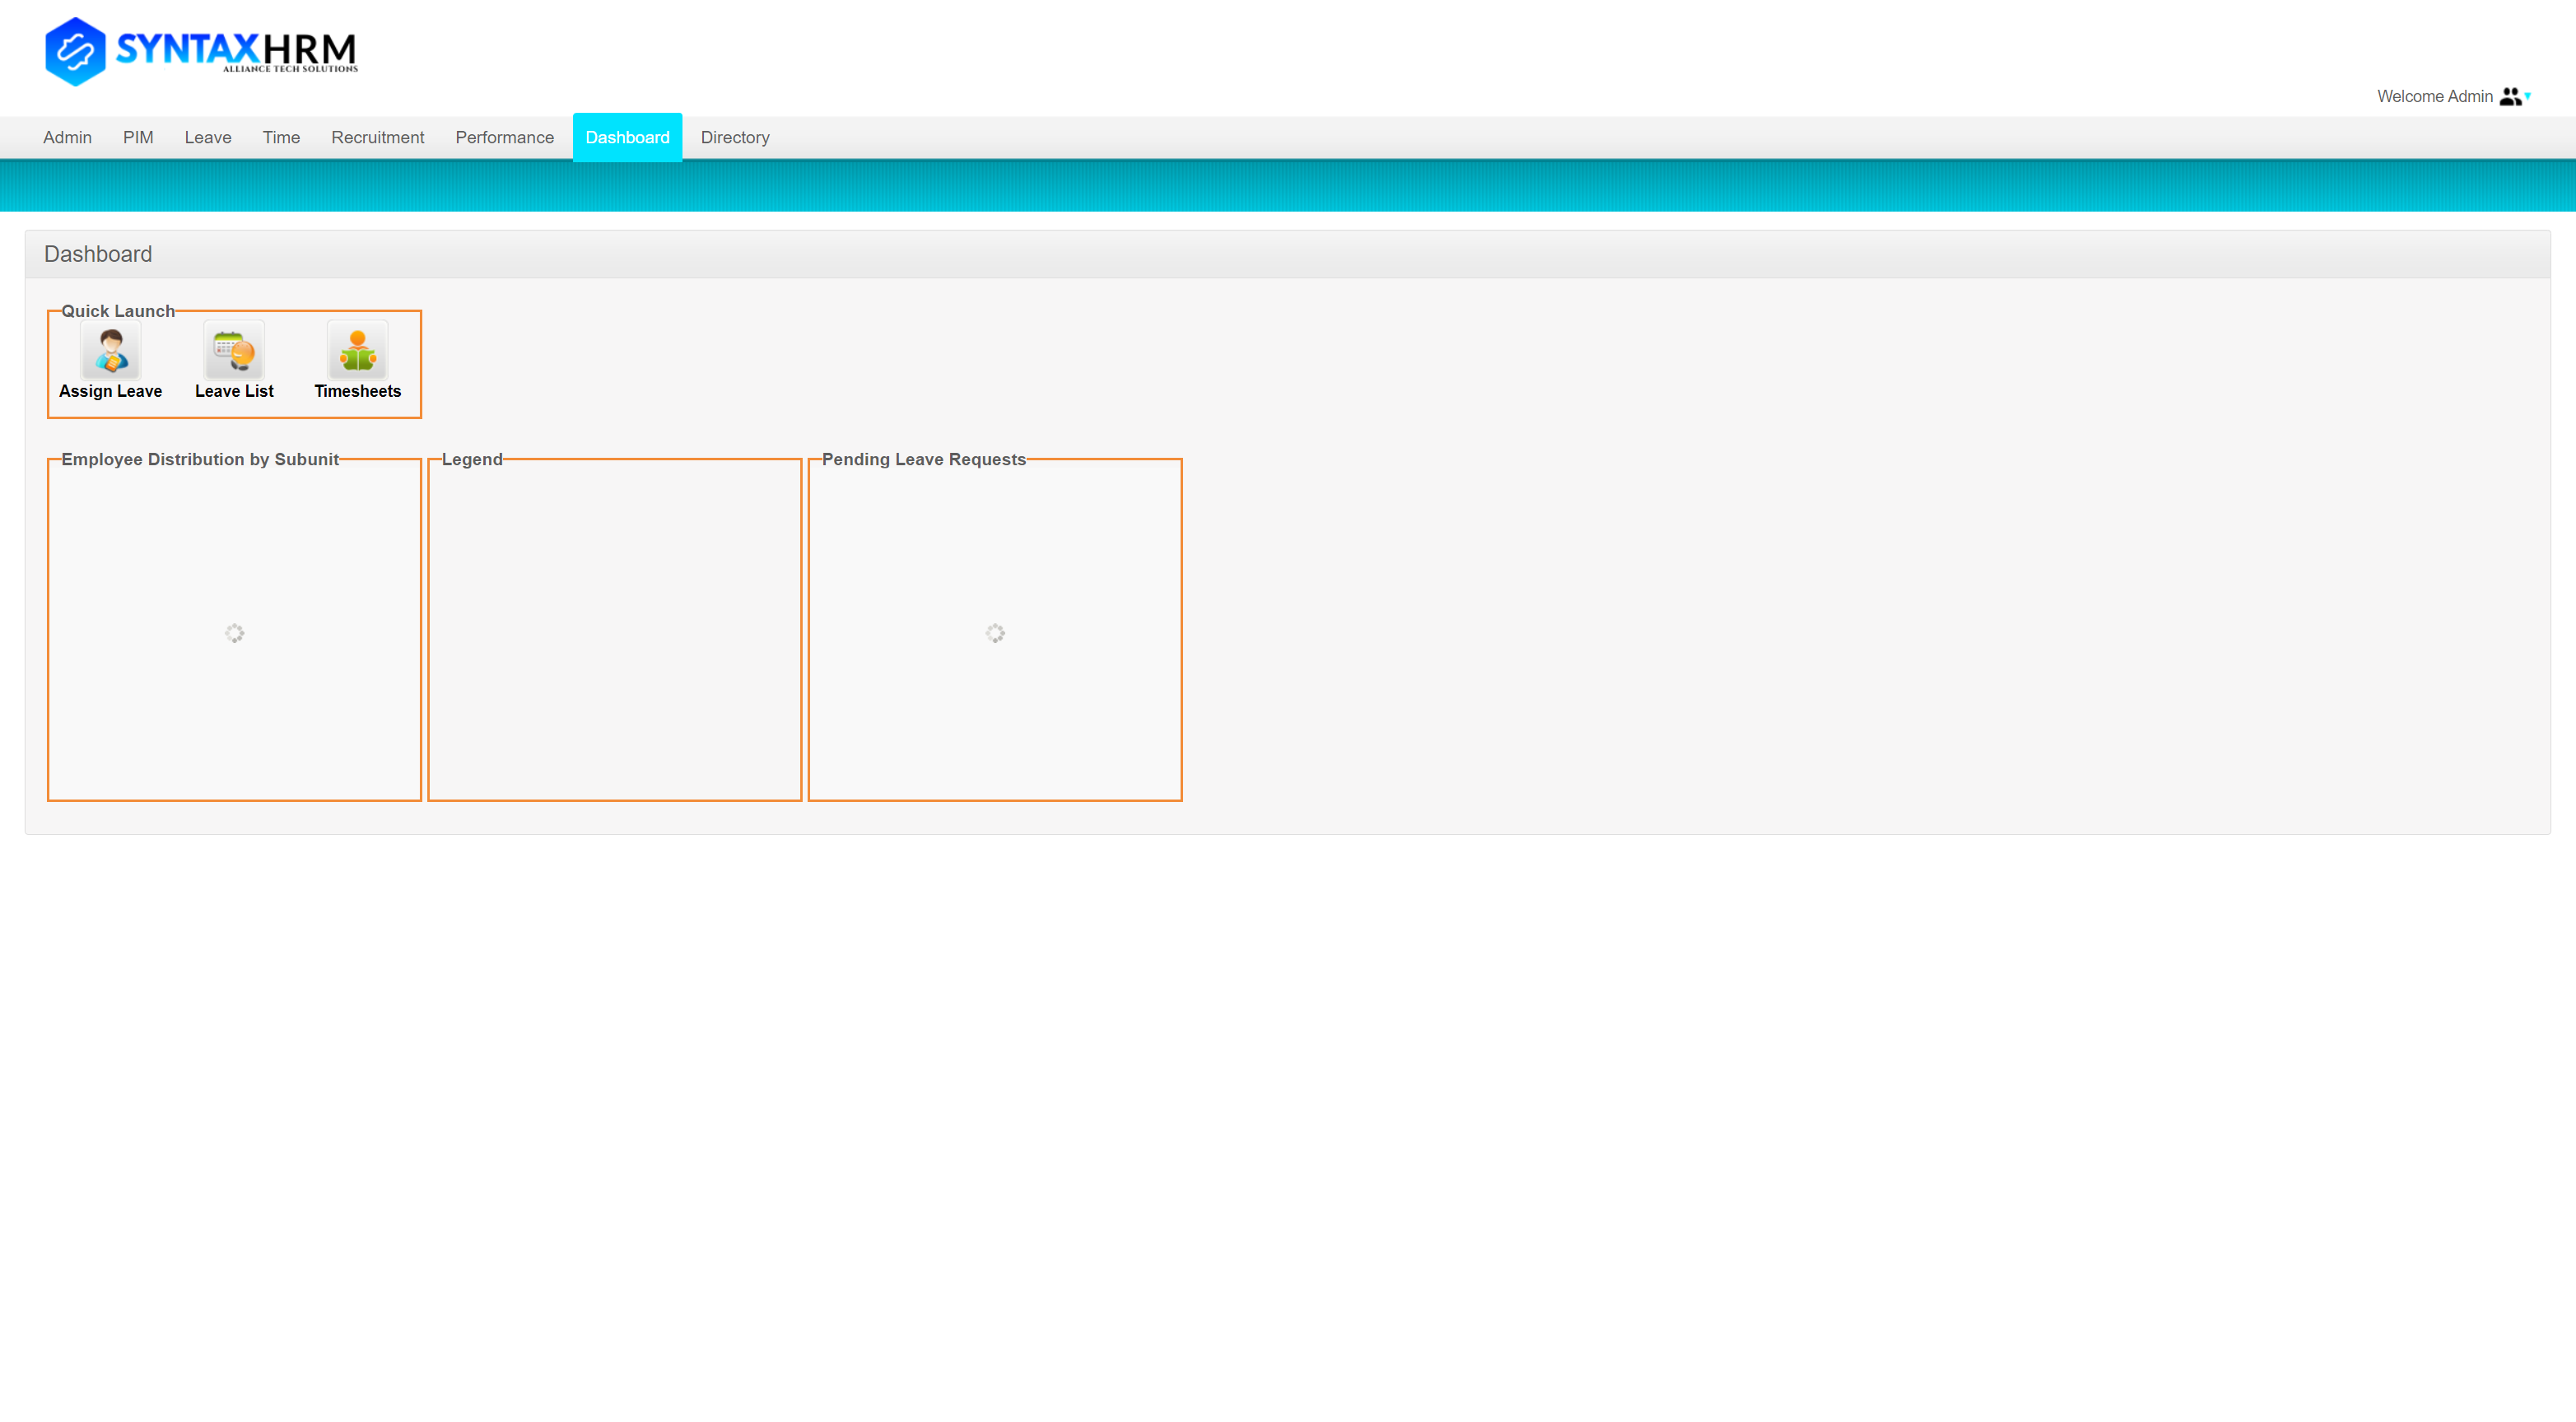 SYNTAXHRM
ALLIANCE TECH SOLUTIONS
Welcome Admin
Admin PIM Leave Time Recruitment Performance Dashboard Directory
Dashboard
Quick Launch
Assign Leave Leave List Timesheets
Employee Distribution by Subunit Legend Pending Leave Requests